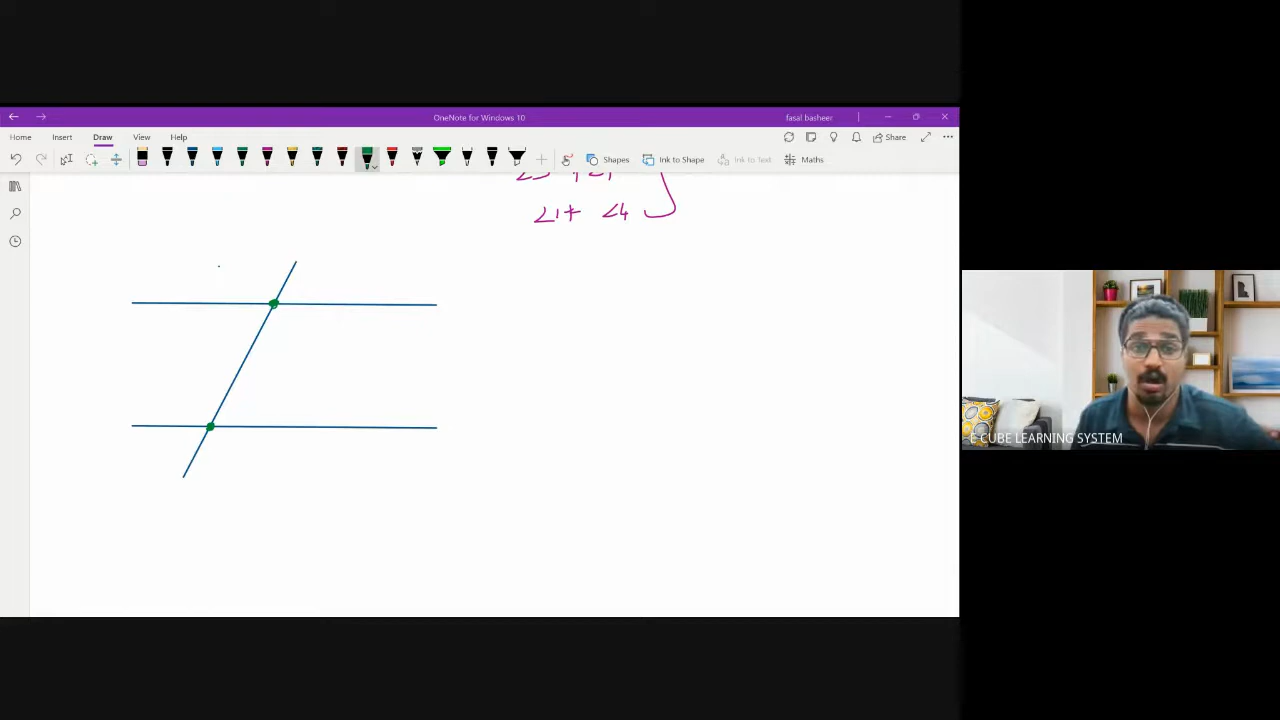 OneNote for Windows 10
fasal basheer
Home Insert Draw View Help
Share
Shapes
Ink to Shape
Ink to Text
Maths
∠1+ ∠4
E CUBE LEARNING SYSTEM